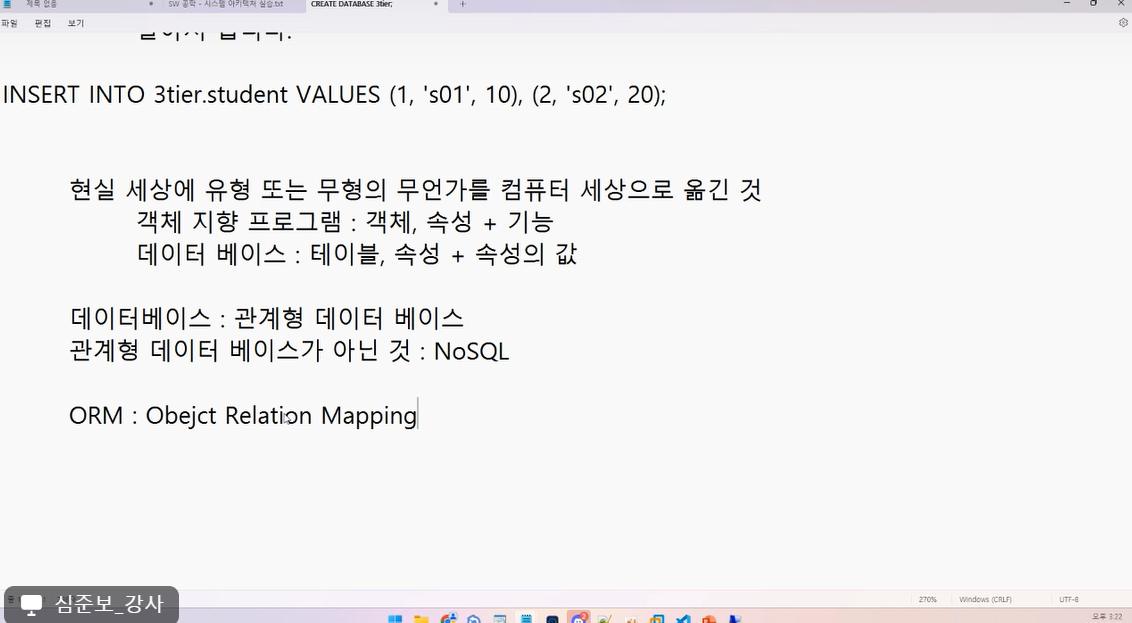 제목 없음
SW 공학 - 시스템 아키텍처 실습.txt
CREATE DATABASE 3tier;
파일 편집 보기
INSERT INTO 3tier.student VALUES (1, 's01', 10), (2, 's02', 20);
현실 세상에 유형 또는 무형의 무언가를 컴퓨터 세상으로 옮긴 것
객체 지향 프로그램 : 객체, 속성 + 기능
데이터 베이스 : 테이블, 속성 + 속성의 값
데이터베이스 : 관계형 데이터 베이스
관계형 데이터 베이스가 아닌 것 : NoSQL
ORM : Obejct Relation Mapping
심준보_강사
270%
Windows (CRLF)
UTF-8
오후 3:22